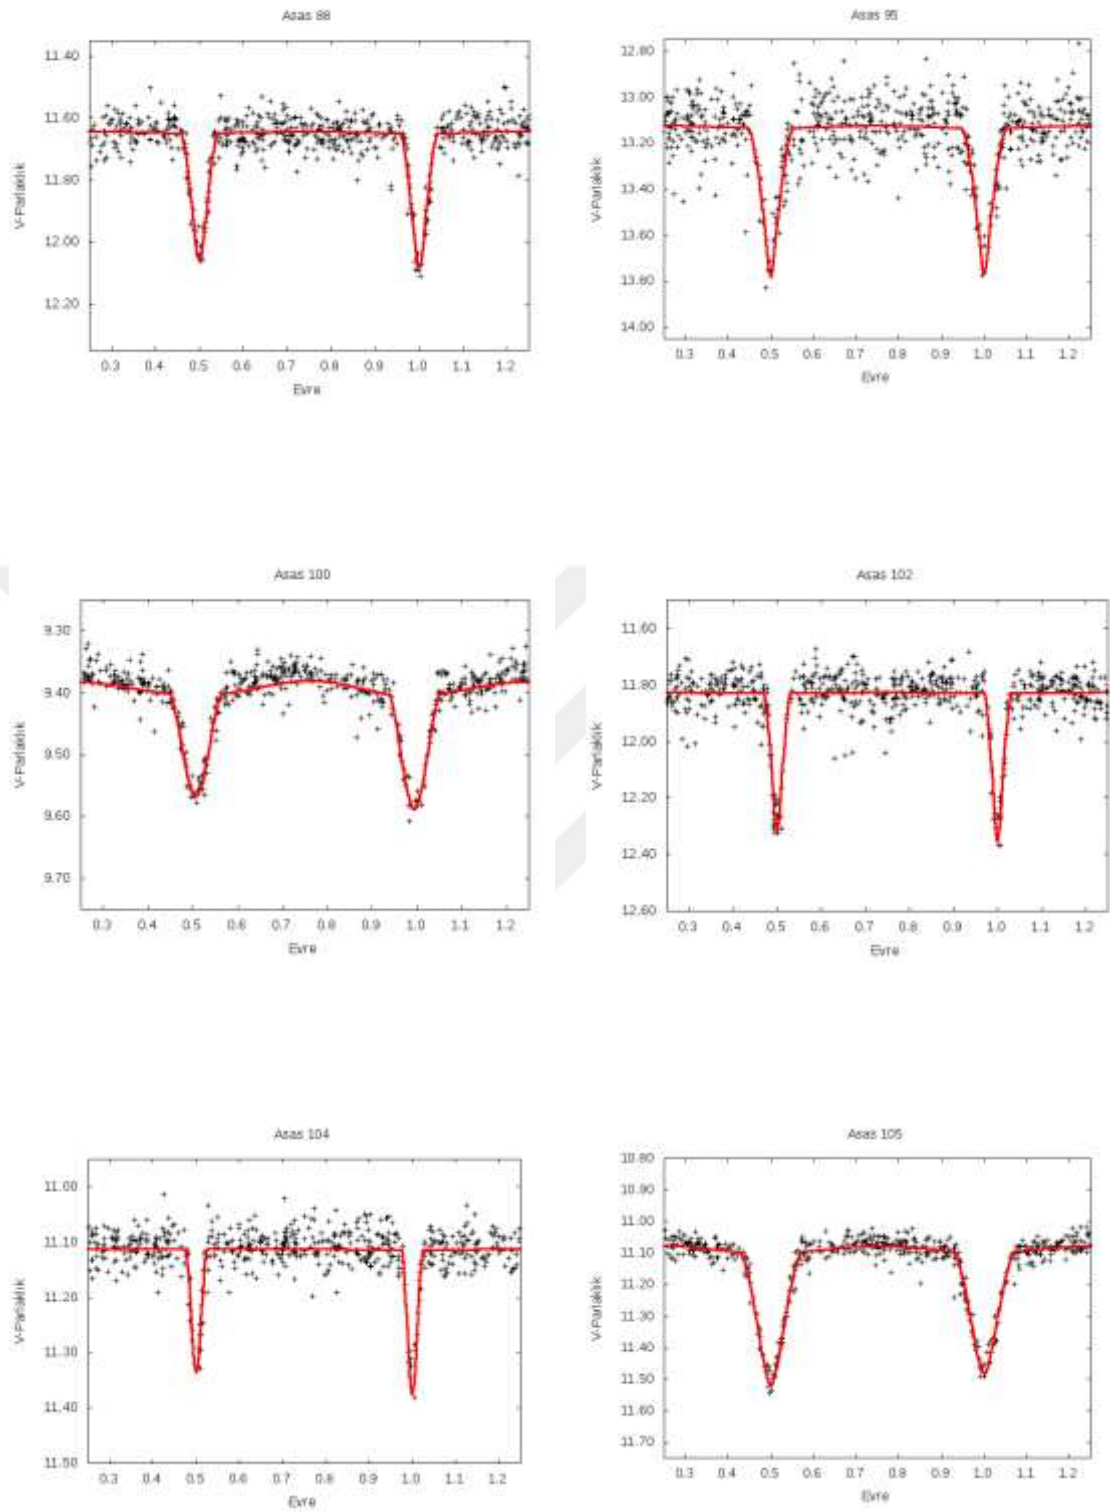 Asas 88
11.40
11.60
11.80
12.00
12.20
V-Parlaklık
0.3 0.4 0.5 0.6 0.7 0.8 0.9 1.0 1.1 1.2
Evre
Asas 95
12.80
13.00
13.20
13.40
13.60
13.80
14.00
V-Parlaklık
0.3 0.4 0.5 0.6 0.7 0.8 0.9 1.0 1.1 1.2
Evre
Asas 100
9.30
9.40
9.50
9.60
9.70
V-Parlaklık
0.3 0.4 0.5 0.6 0.7 0.8 0.9 1.0 1.1 1.2
Evre
Asas 102
11.60
11.80
12.00
12.20
12.40
12.60
V-Parlaklık
0.3 0.4 0.5 0.6 0.7 0.8 0.9 1.0 1.1 1.2
Evre
Asas 104
11.00
11.10
11.20
11.30
11.40
11.50
V-Parlaklık
0.3 0.4 0.5 0.6 0.7 0.8 0.9 1.0 1.1 1.2
Evre
Asas 105
10.80
10.90
11.00
11.10
11.20
11.30
11.40
11.50
11.60
11.70
V-Parlaklık
0.3 0.4 0.5 0.6 0.7 0.8 0.9 1.0 1.1 1.2
Evre